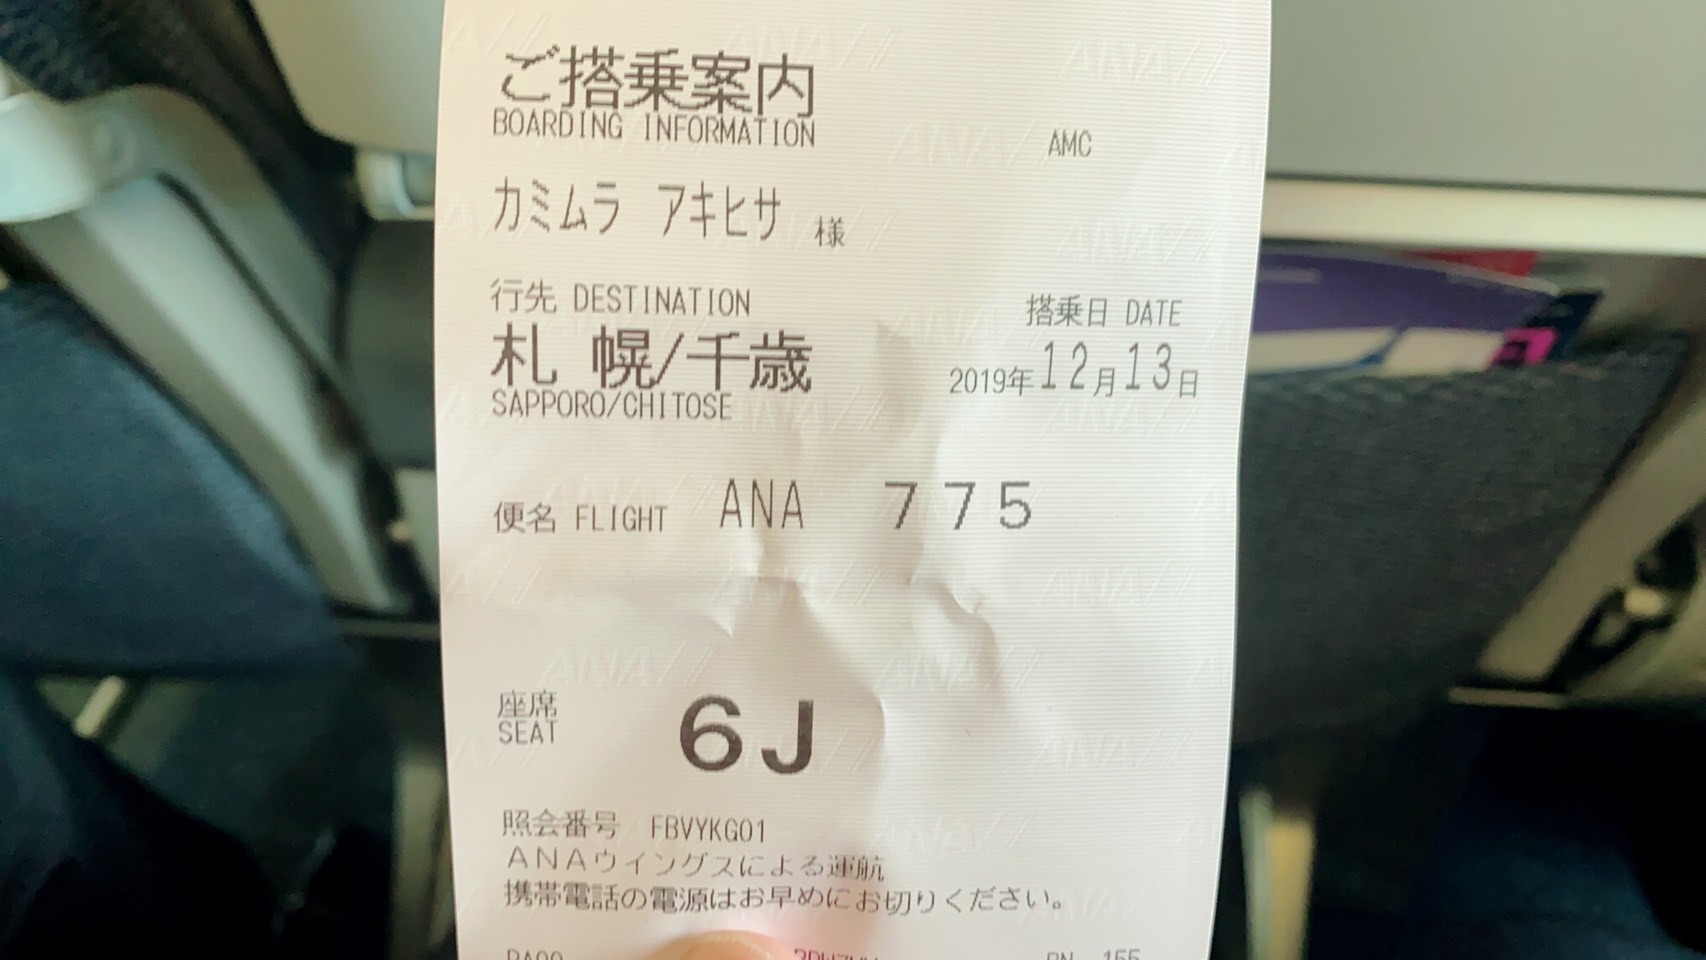 ご搭乗案内
BOARDING INFORMATION
AMC
カミムラ アキヒサ 様
行先 DESTINATION
搭乗日 DATE
札 幌/千歳
2019年12月13日
SAPPORO/CHITOSE
便名 FLIGHT ANA 775
座席
SEAT
6J
照会番号 FBVYKG01
ANAウイングスによる運航
携帯電話の電源はお早めにお切りください。